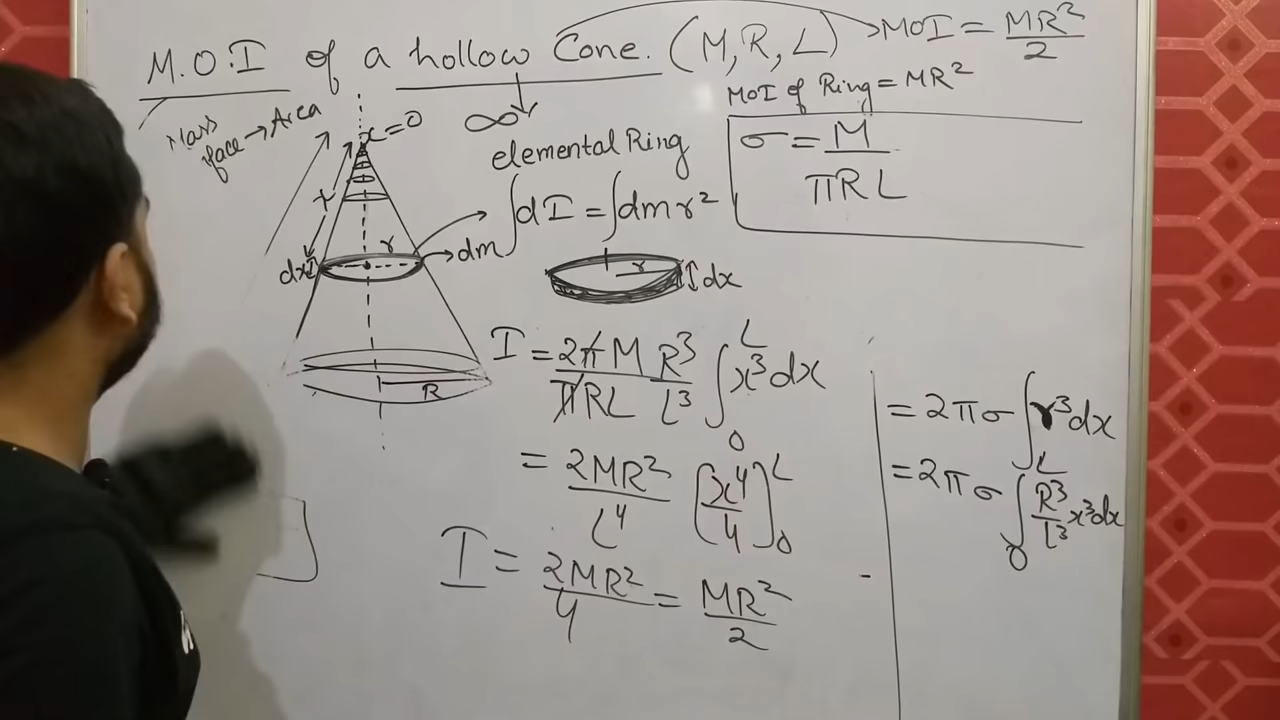 M.O.I of a hollow Cone. (M, R, L) → MOI = MR²/2
MOI of Ring = MR²
Mass → Area
x=0
∞
elemental Ring
σ = M/πRL
∫dI = ∫dm r²
x
r
dm
dx
r
dx
R
I = 2πM/πRL R³/L³ ∫₀ᴸ x³dx
= 2MR²/L⁴ [x⁴/4]₀ᴸ
I = 2MR²/4 = MR²/2
= 2πσ ∫r³dx
= 2πσ ∫₀ᴸ R³/L³ x³dx